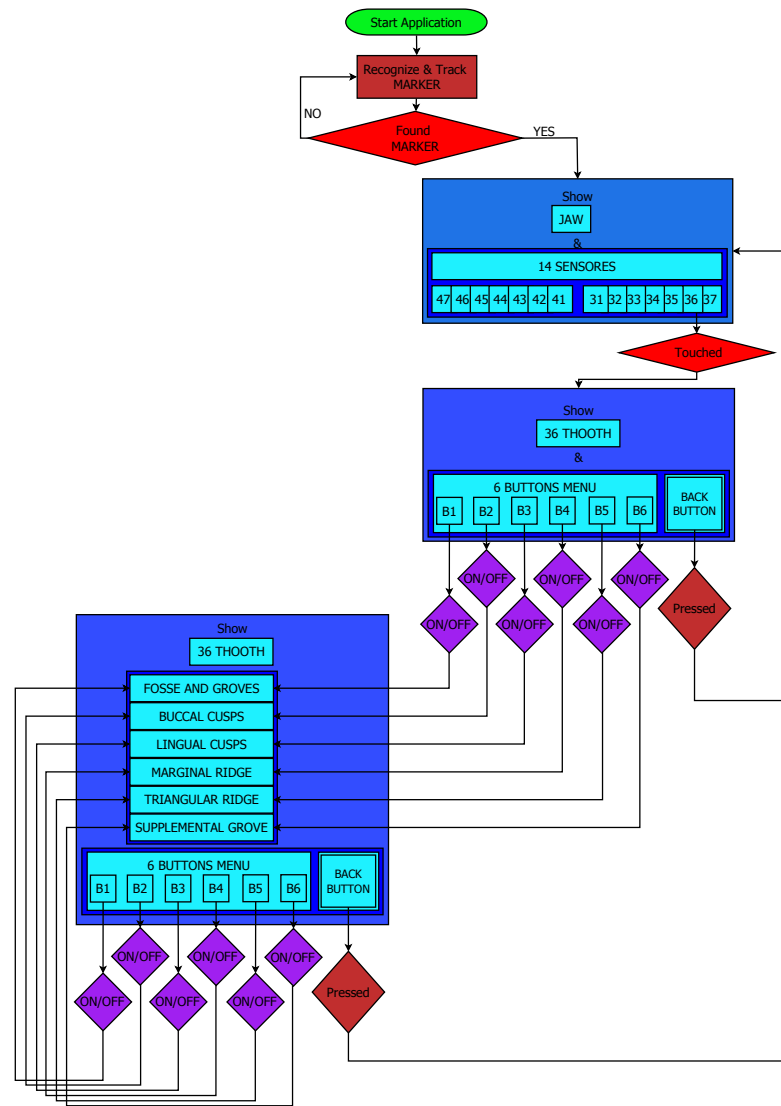 Start Application
Recognize & Track
MARKER
NO
Found
MARKER
YES
Show
JAW
&
14 SENSORES
47 46 45 44 43 42 41 31 32 33 34 35 36 37
Touched
Show
36 THOOTH
&
6 BUTTONS MENU
B1 B2 B3 B4 B5 B6
BACK
BUTTON
ON/OFF ON/OFF ON/OFF
ON/OFF ON/OFF ON/OFF
Pressed
Show
36 THOOTH
FOSSE AND GROVES
BUCCAL CUSPS
LINGUAL CUSPS
MARGINAL RIDGE
TRIANGULAR RIDGE
SUPPLEMENTAL GROVE
6 BUTTONS MENU
B1 B2 B3 B4 B5 B6
BACK
BUTTON
ON/OFF ON/OFF ON/OFF
ON/OFF ON/OFF ON/OFF
Pressed